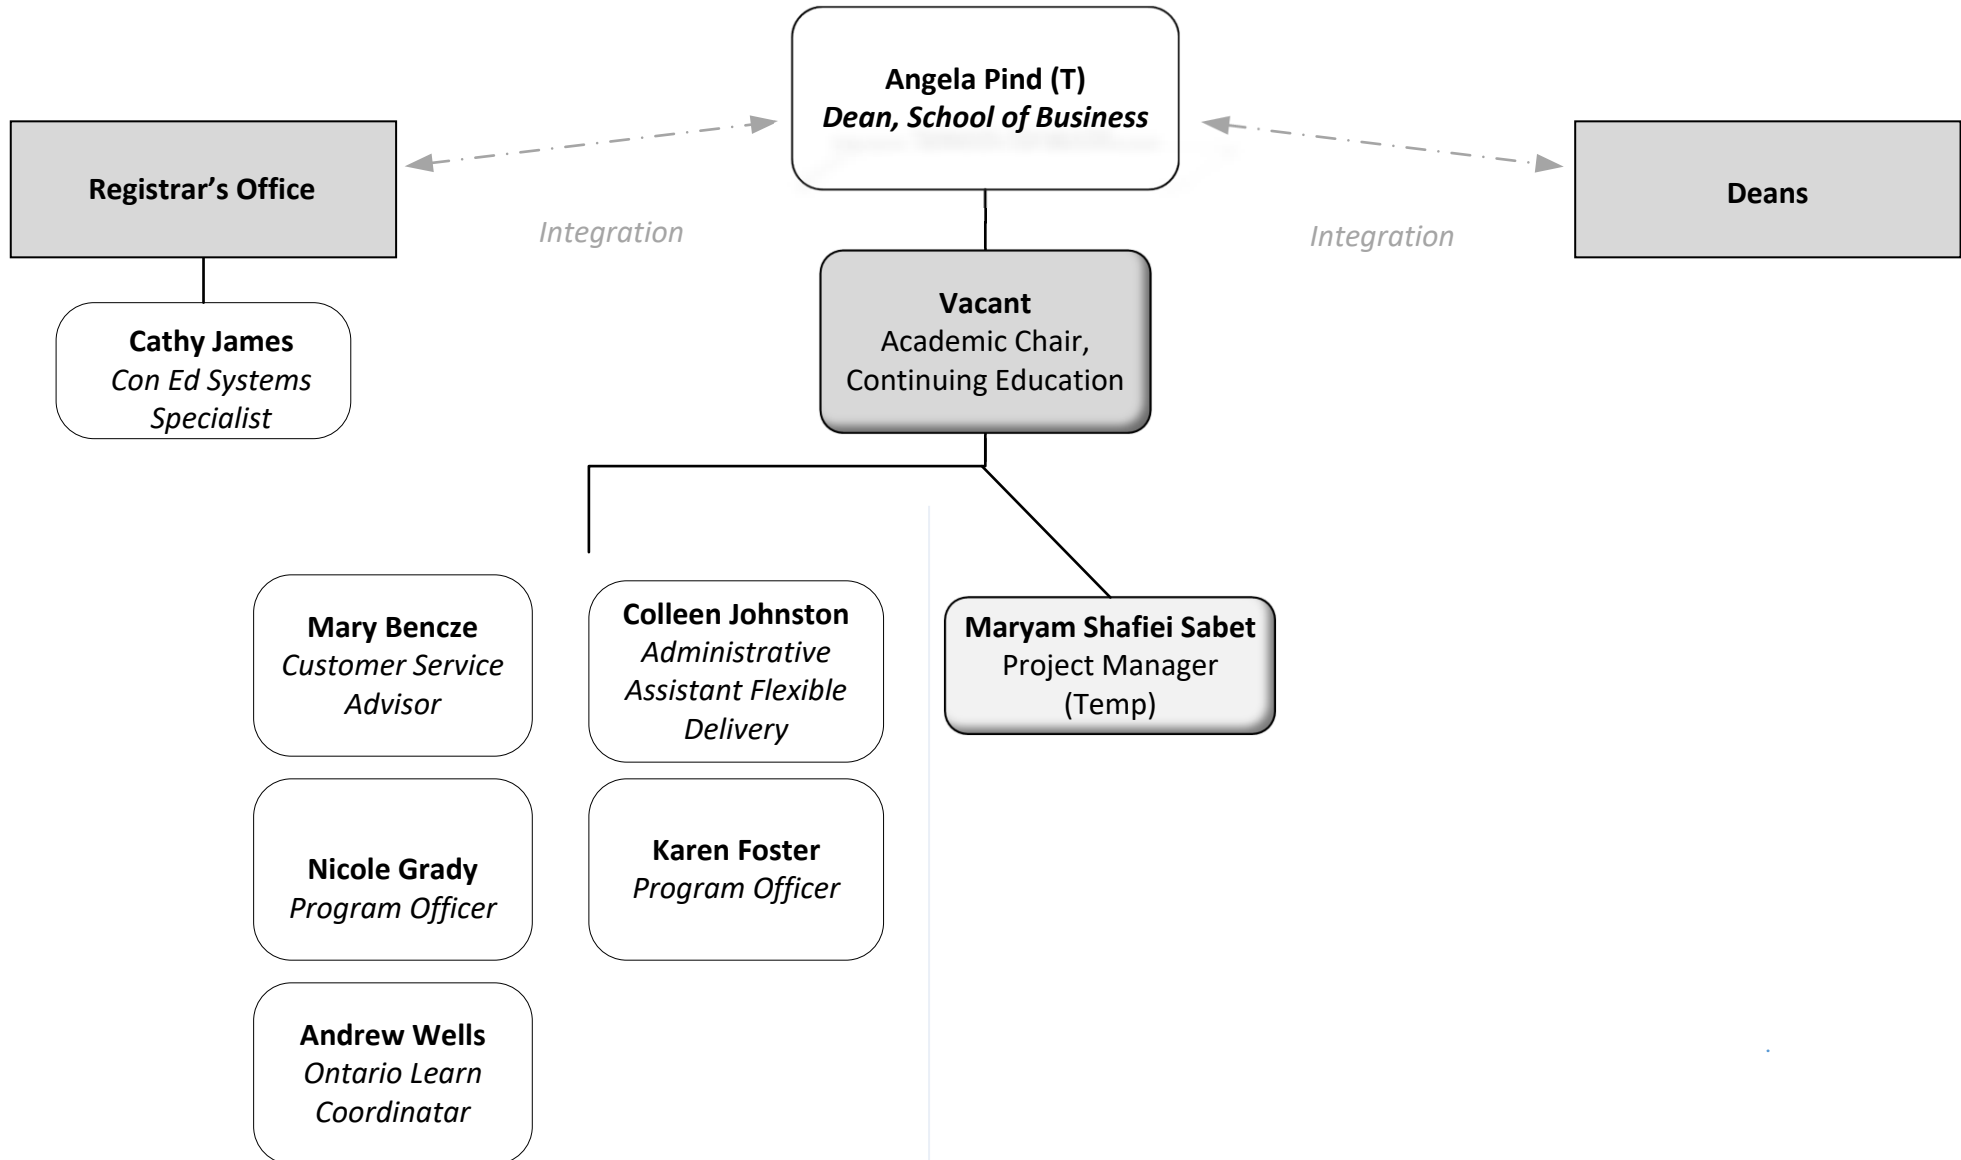 Angela Pind (T)
Dean, School of Business
Registrar’s Office
Deans
Integration
Integration
Vacant
Academic Chair,
Continuing Education
Cathy James
Con Ed Systems
Specialist
Mary Bencze
Customer Service
Advisor
Colleen Johnston
Administrative
Assistant Flexible
Delivery
Maryam Shafiei Sabet
Project Manager
(Temp)
Nicole Grady
Program Officer
Karen Foster
Program Officer
Andrew Wells
Ontario Learn
Coordinatar